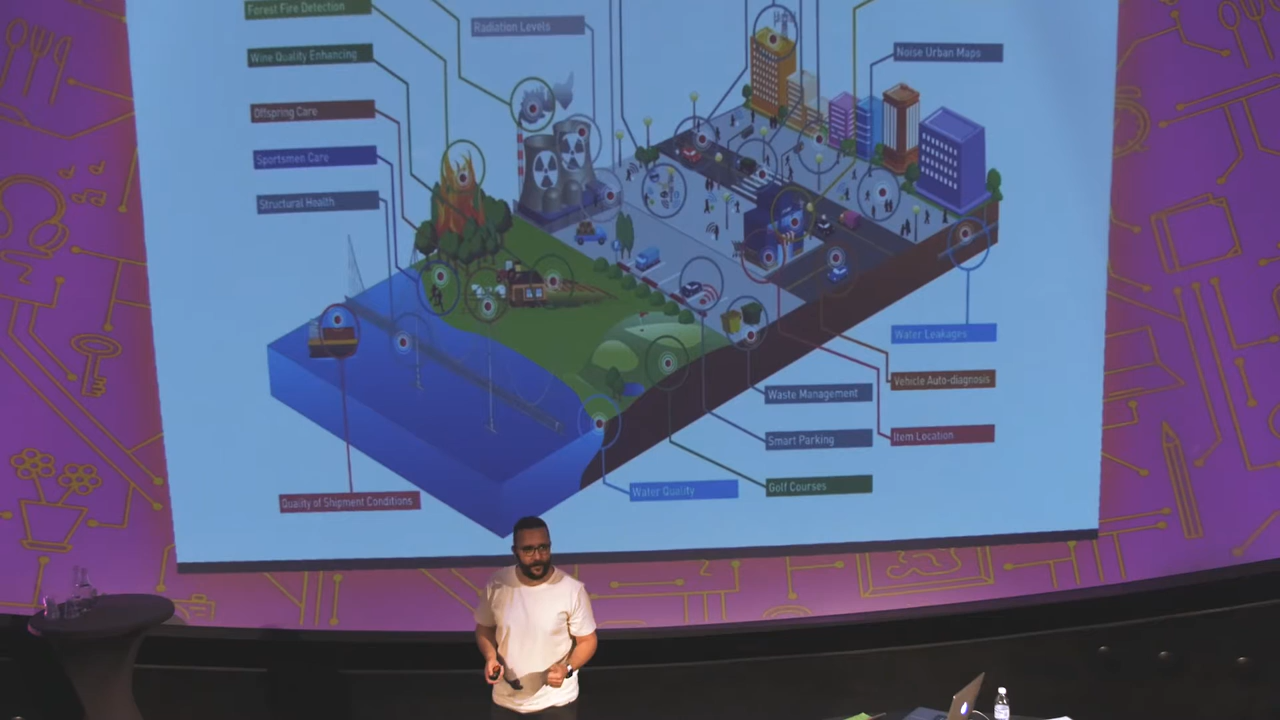 Forest Fire Detection
Radiation Levels
Wine Quality Enhancing
Noise Urban Maps
Offspring Care
Sportsmen Care
Structural Health
Water Leakages
Vehicle Auto-diagnosis
Waste Management
Item Location
Smart Parking
Golf Courses
Water Quality
Quality of Shipment Conditions